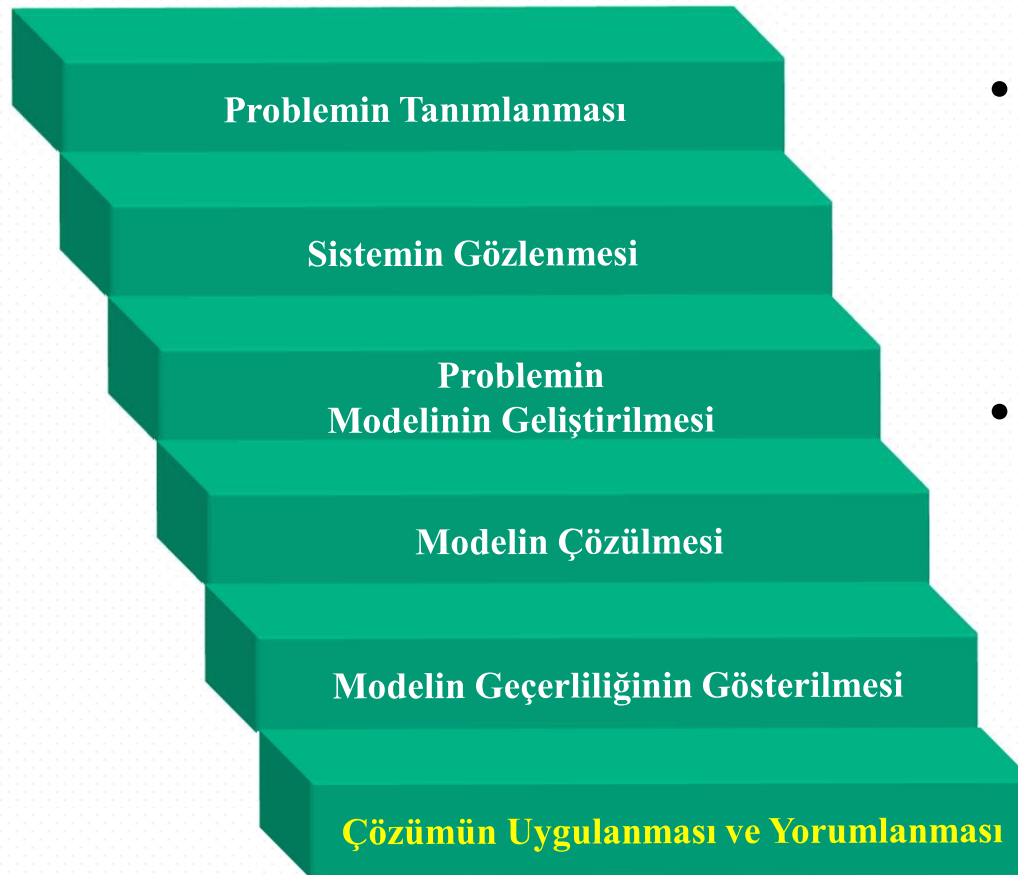 Problemin Tanımlanması
Sistemin Gözlenmesi
Problemin
Modelinin Geliştirilmesi
Modelin Çözülmesi
Modelin Geçerliliğinin Gösterilmesi
Çözümün Uygulanması ve Yorumlanması